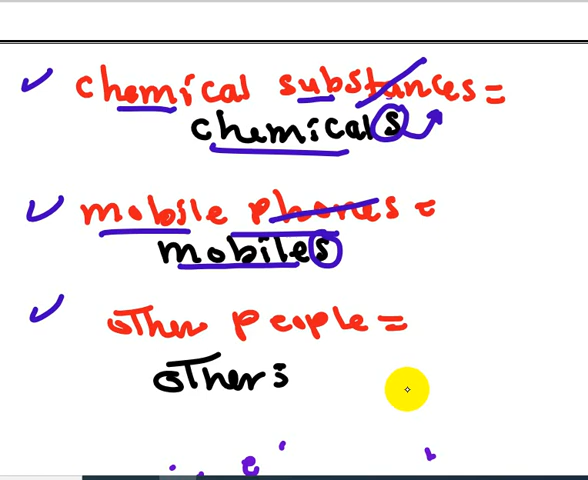 chemical substances =
chemicals
mobile phones =
mobiles
other people =
others